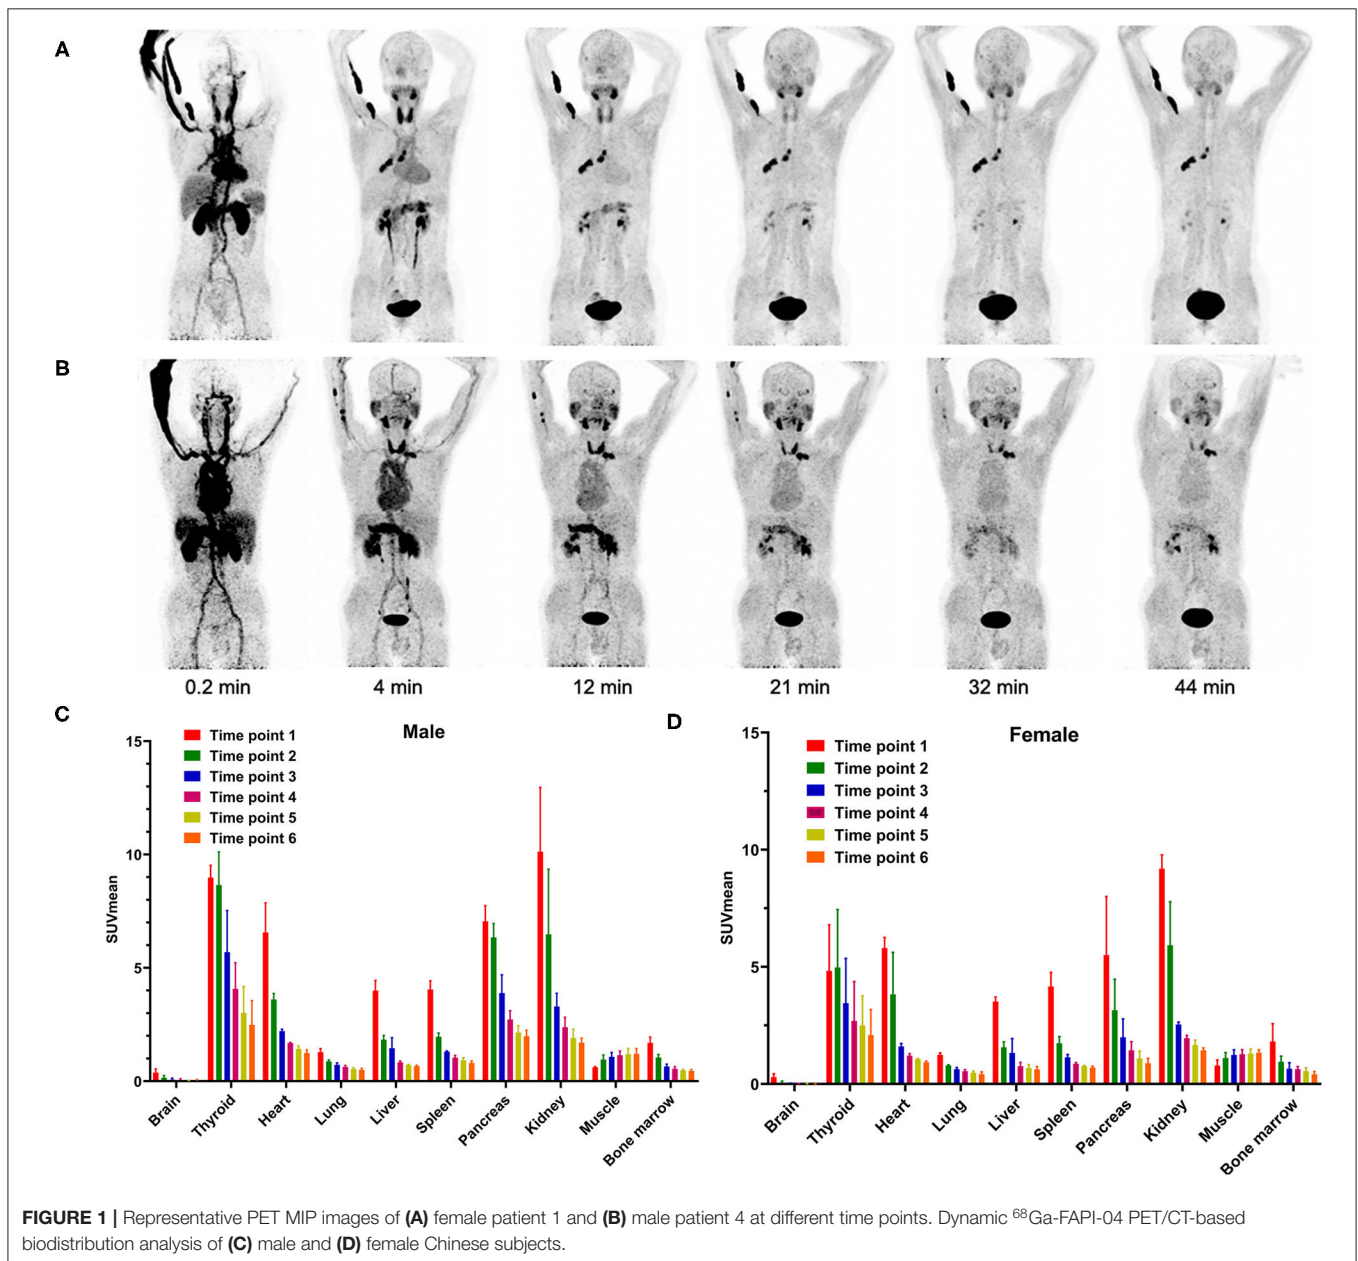 A
B
0.2 min 4 min 12 min 21 min 32 min 44 min
C
Male
Time point 1
Time point 2
Time point 3
Time point 4
Time point 5
Time point 6
SUVmean
15
10
5
0
Brain
Thyroid
Heart
Lung
Liver
Spleen
Pancreas
Kidney
Muscle
Bone marrow
D
Female
Time point 1
Time point 2
Time point 3
Time point 4
Time point 5
Time point 6
SUVmean
15
10
5
0
Brain
Thyroid
Heart
Lung
Liver
Spleen
Pancreas
Kidney
Muscle
Bone marrow
FIGURE 1 | Representative PET MIP images of (A) female patient 1 and (B) male patient 4 at different time points. Dynamic ⁶⁸Ga-FAPI-04 PET/CT-based
biodistribution analysis of (C) male and (D) female Chinese subjects.